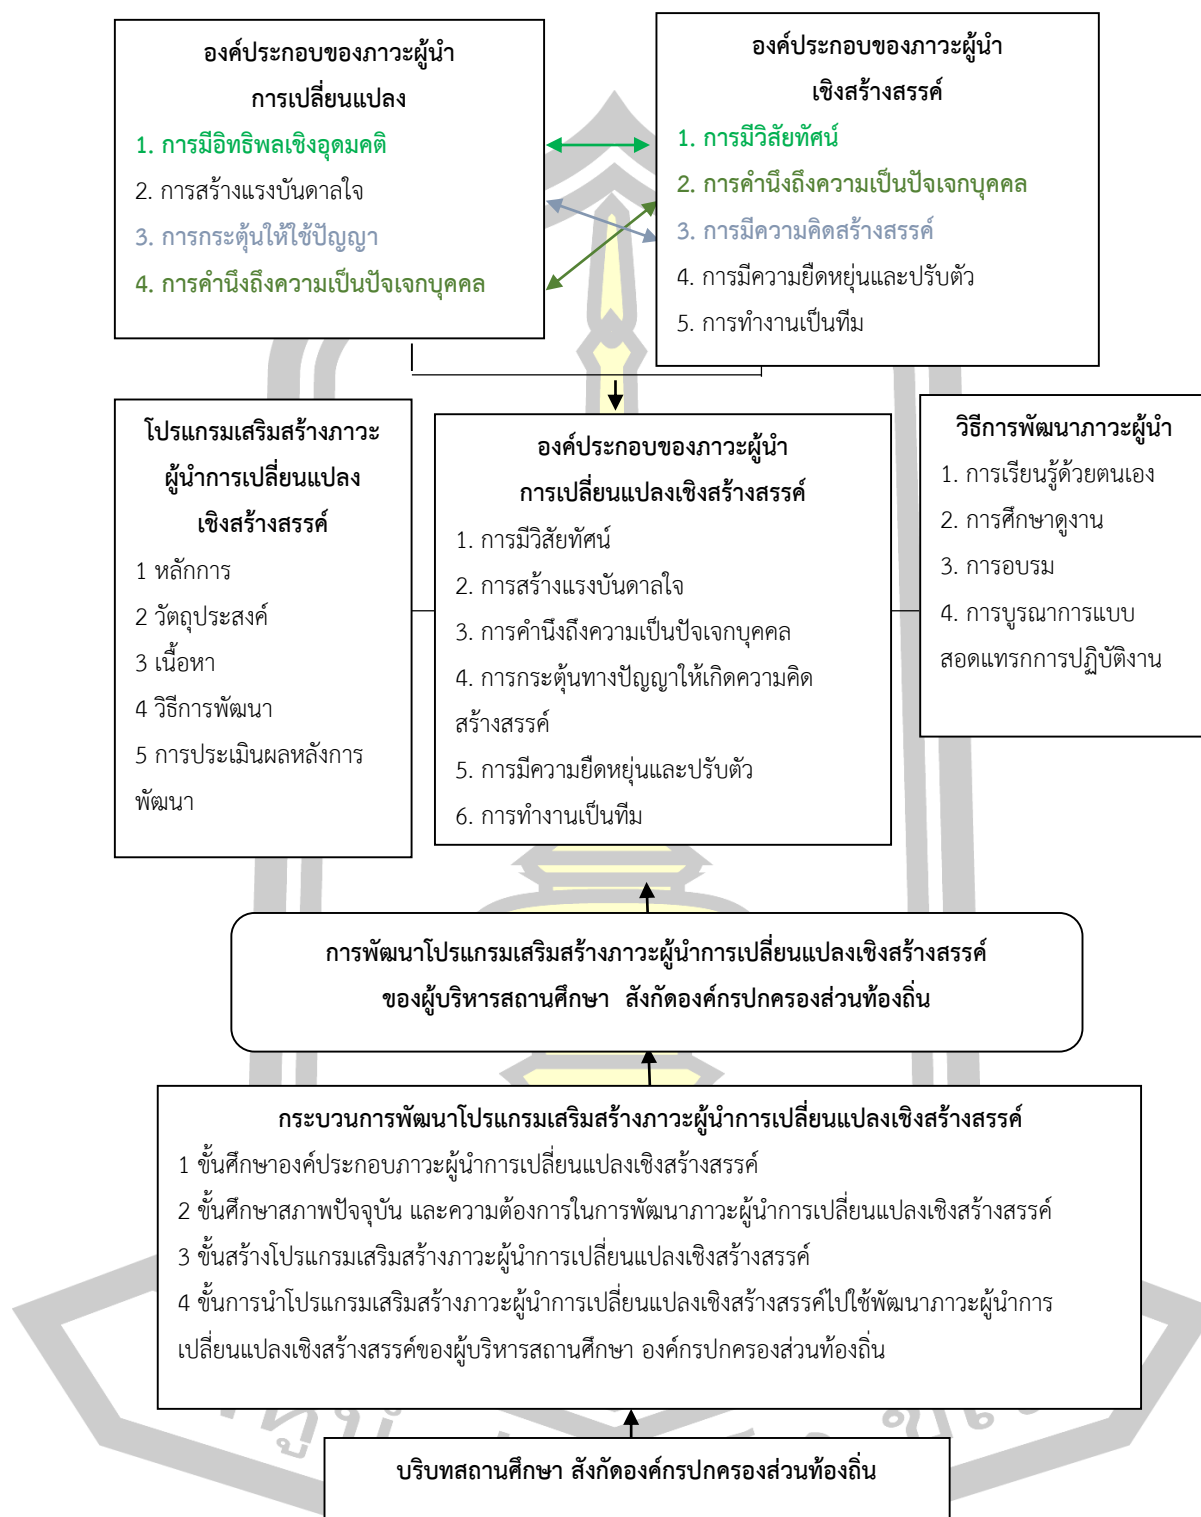 องค์ประกอบของภาวะผู้นำ
การเปลี่ยนแปลง
1. การมีอิทธิพลเชิงอุดมคติ
2. การสร้างแรงบันดาลใจ
3. การกระตุ้นให้ใช้ปัญญา
4. การคำนึงถึงความเป็นปัจเจกบุคคล
องค์ประกอบของภาวะผู้นำ
เชิงสร้างสรรค์
1. การมีวิสัยทัศน์
2. การคำนึงถึงความเป็นปัจเจกบุคคล
3. การมีความคิดสร้างสรรค์
4. การมีความยืดหยุ่นและปรับตัว
5. การทำงานเป็นทีม
โปรแกรมเสริมสร้างภาวะ
ผู้นำการเปลี่ยนแปลง
เชิงสร้างสรรค์
1 หลักการ
2 วัตถุประสงค์
3 เนื้อหา
4 วิธีการพัฒนา
5 การประเมินผลหลังการ
พัฒนา
องค์ประกอบของภาวะผู้นำ
การเปลี่ยนแปลงเชิงสร้างสรรค์
1. การมีวิสัยทัศน์
2. การสร้างแรงบันดาลใจ
3. การคำนึงถึงความเป็นปัจเจกบุคคล
4. การกระตุ้นทางปัญญาให้เกิดความคิด
สร้างสรรค์
5. การมีความยืดหยุ่นและปรับตัว
6. การทำงานเป็นทีม
วิธีการพัฒนาภาวะผู้นำ
1. การเรียนรู้ด้วยตนเอง
2. การศึกษาดูงาน
3. การอบรม
4. การบูรณาการแบบ
สอดแทรกการปฏิบัติงาน
การพัฒนาโปรแกรมเสริมสร้างภาวะผู้นำการเปลี่ยนแปลงเชิงสร้างสรรค์
ของผู้บริหารสถานศึกษา สังกัดองค์กรปกครองส่วนท้องถิ่น
กระบวนการพัฒนาโปรแกรมเสริมสร้างภาวะผู้นำการเปลี่ยนแปลงเชิงสร้างสรรค์
1 ขั้นศึกษาองค์ประกอบภาวะผู้นำการเปลี่ยนแปลงเชิงสร้างสรรค์
2 ขั้นศึกษาสภาพปัจจุบัน และความต้องการในการพัฒนาภาวะผู้นำการเปลี่ยนแปลงเชิงสร้างสรรค์
3 ขั้นสร้างโปรแกรมเสริมสร้างภาวะผู้นำการเปลี่ยนแปลงเชิงสร้างสรรค์
4 ขั้นการนำโปรแกรมเสริมสร้างภาวะผู้นำการเปลี่ยนแปลงเชิงสร้างสรรค์ไปใช้พัฒนาภาวะผู้นำการ
เปลี่ยนแปลงเชิงสร้างสรรค์ของผู้บริหารสถานศึกษา องค์กรปกครองส่วนท้องถิ่น
บริบทสถานศึกษา สังกัดองค์กรปกครองส่วนท้องถิ่น